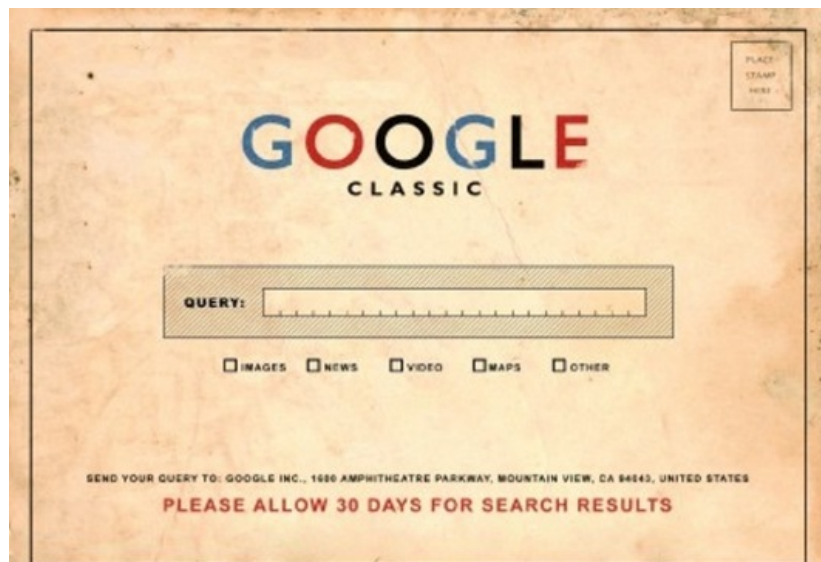 PLACE
STAMP
HERE
GOOGLE
CLASSIC
QUERY:
IMAGES NEWS VIDEO MAPS OTHER
SEND YOUR QUERY TO: GOOGLE INC., 1600 AMPHITHEATRE PARKWAY, MOUNTAIN VIEW, CA 94043, UNITED STATES
PLEASE ALLOW 30 DAYS FOR SEARCH RESULTS